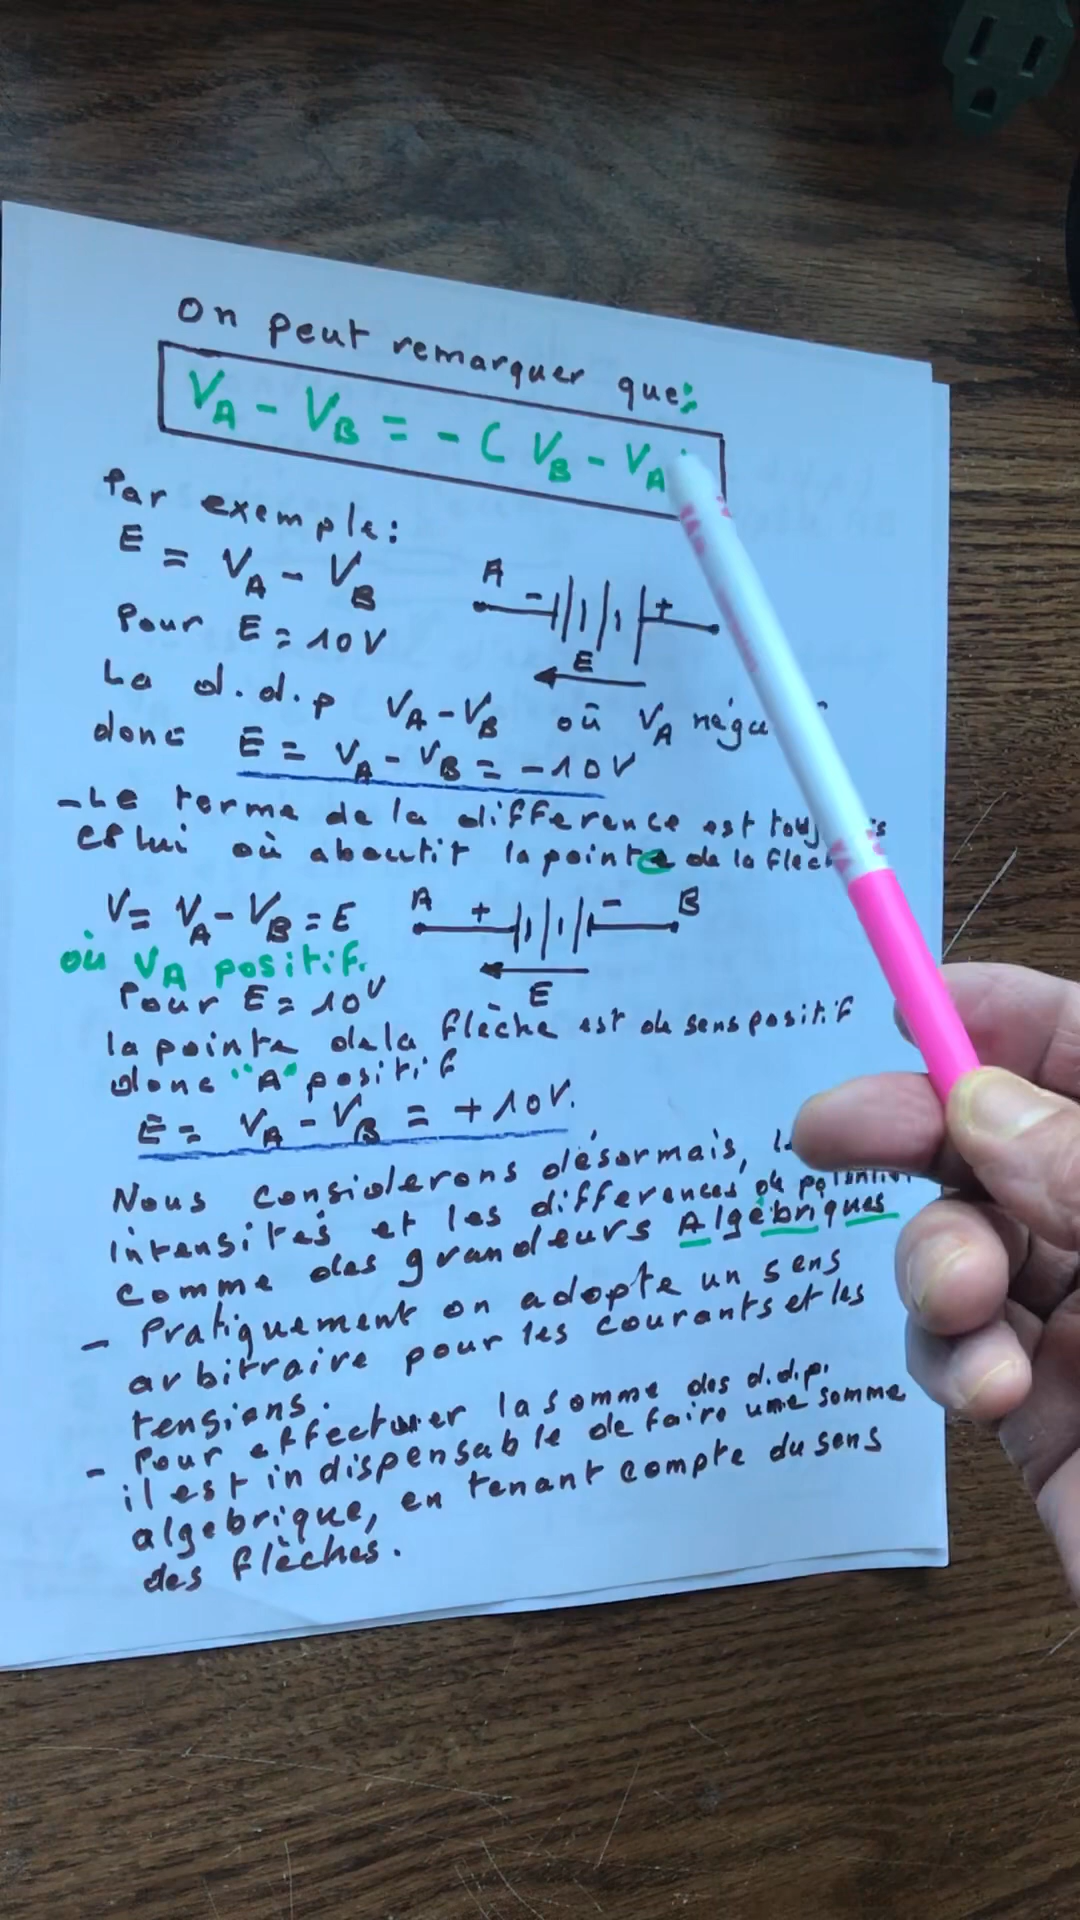 On peut remarquer que:
VA - VB = - ( VB - VA
Par exemple:
E = VA - VB
A - +
Pour E = 10V
E
La d.d.p VA - VB où VA
donc E = VA - VB = -10V
- Le terme de la différence est
celui où aboutit la pointe de la
V = VA - VB = E
A + - B
où VA positif.
Pour E = 10V
E
la pointe de la flèche est de sens positif
donc "A" positif
E = VA - VB = +10V.
Nous considerons désormais,
intensités et les différences de
comme des grandeurs Algébriques
- Pratiquement on adopte un sens
arbitraire pour les courants et les
tensions.
- Pour effectuer la somme des d.d.p.
il est indispensable de faire une somme
algebrique, en tenant compte du sens
des flèches.